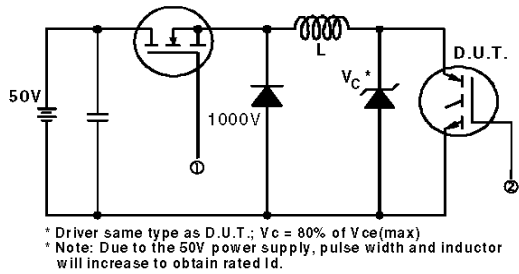 D.U.T.
L
Vc *
50V
1000V
①
②
* Driver same type as D.U.T.; Vc = 80% of Vce(max)
* Note: Due to the 50V power supply, pulse width and inductor
will increase to obtain rated Id.